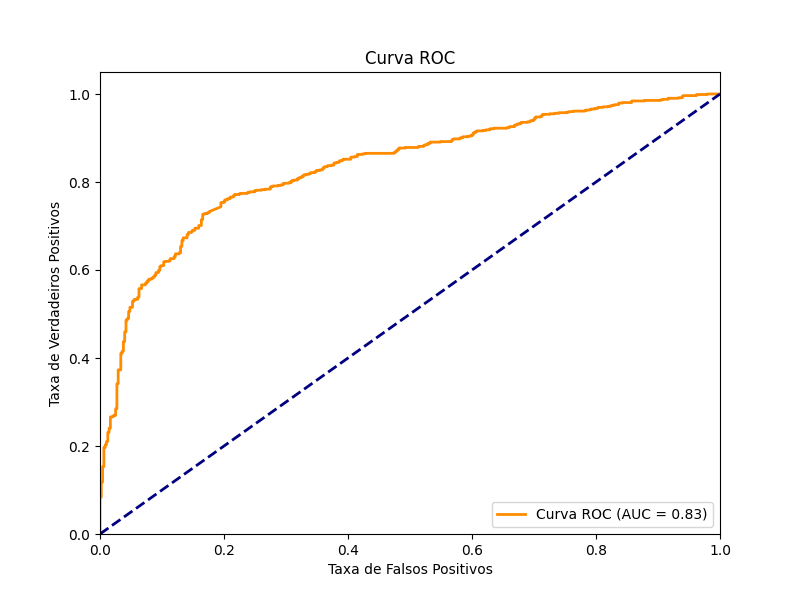 Curva ROC
Taxa de Verdadeiros Positivos
1.0
0.8
0.6
0.4
0.2
0.0
0.0 0.2 0.4 0.6 0.8 1.0
Taxa de Falsos Positivos
Curva ROC (AUC = 0.83)